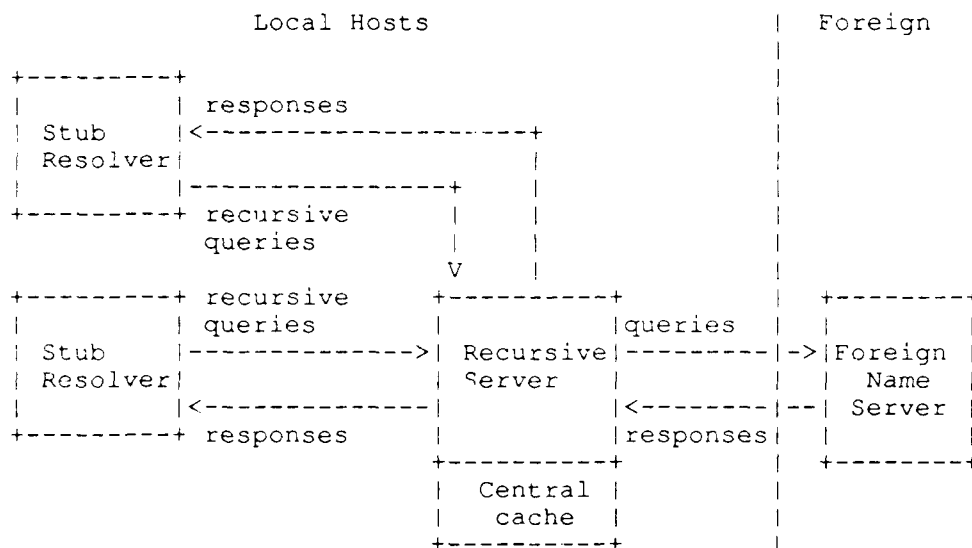 Local Hosts | Foreign
responses
Stub
Resolver
recursive
queries
recursive
queries
queries
Stub
Resolver
Recursive
Server
Foreign
Name
Server
responses
responses
Central
cache